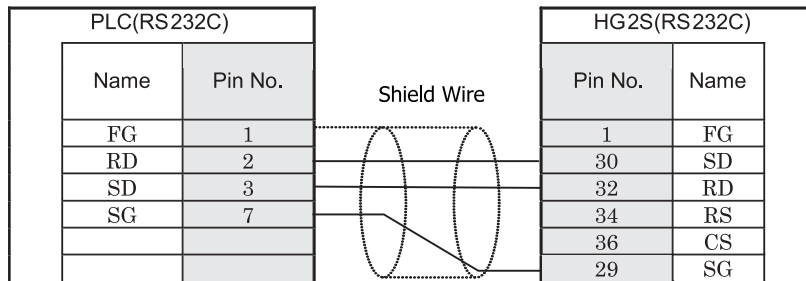 PLC(RS232C) HG2S(RS232C)
Name Pin No. Shield Wire Pin No. Name
FG 1 1 FG
RD 2 30 SD
SD 3 32 RD
SG 7 34 RS
36 CS
29 SG